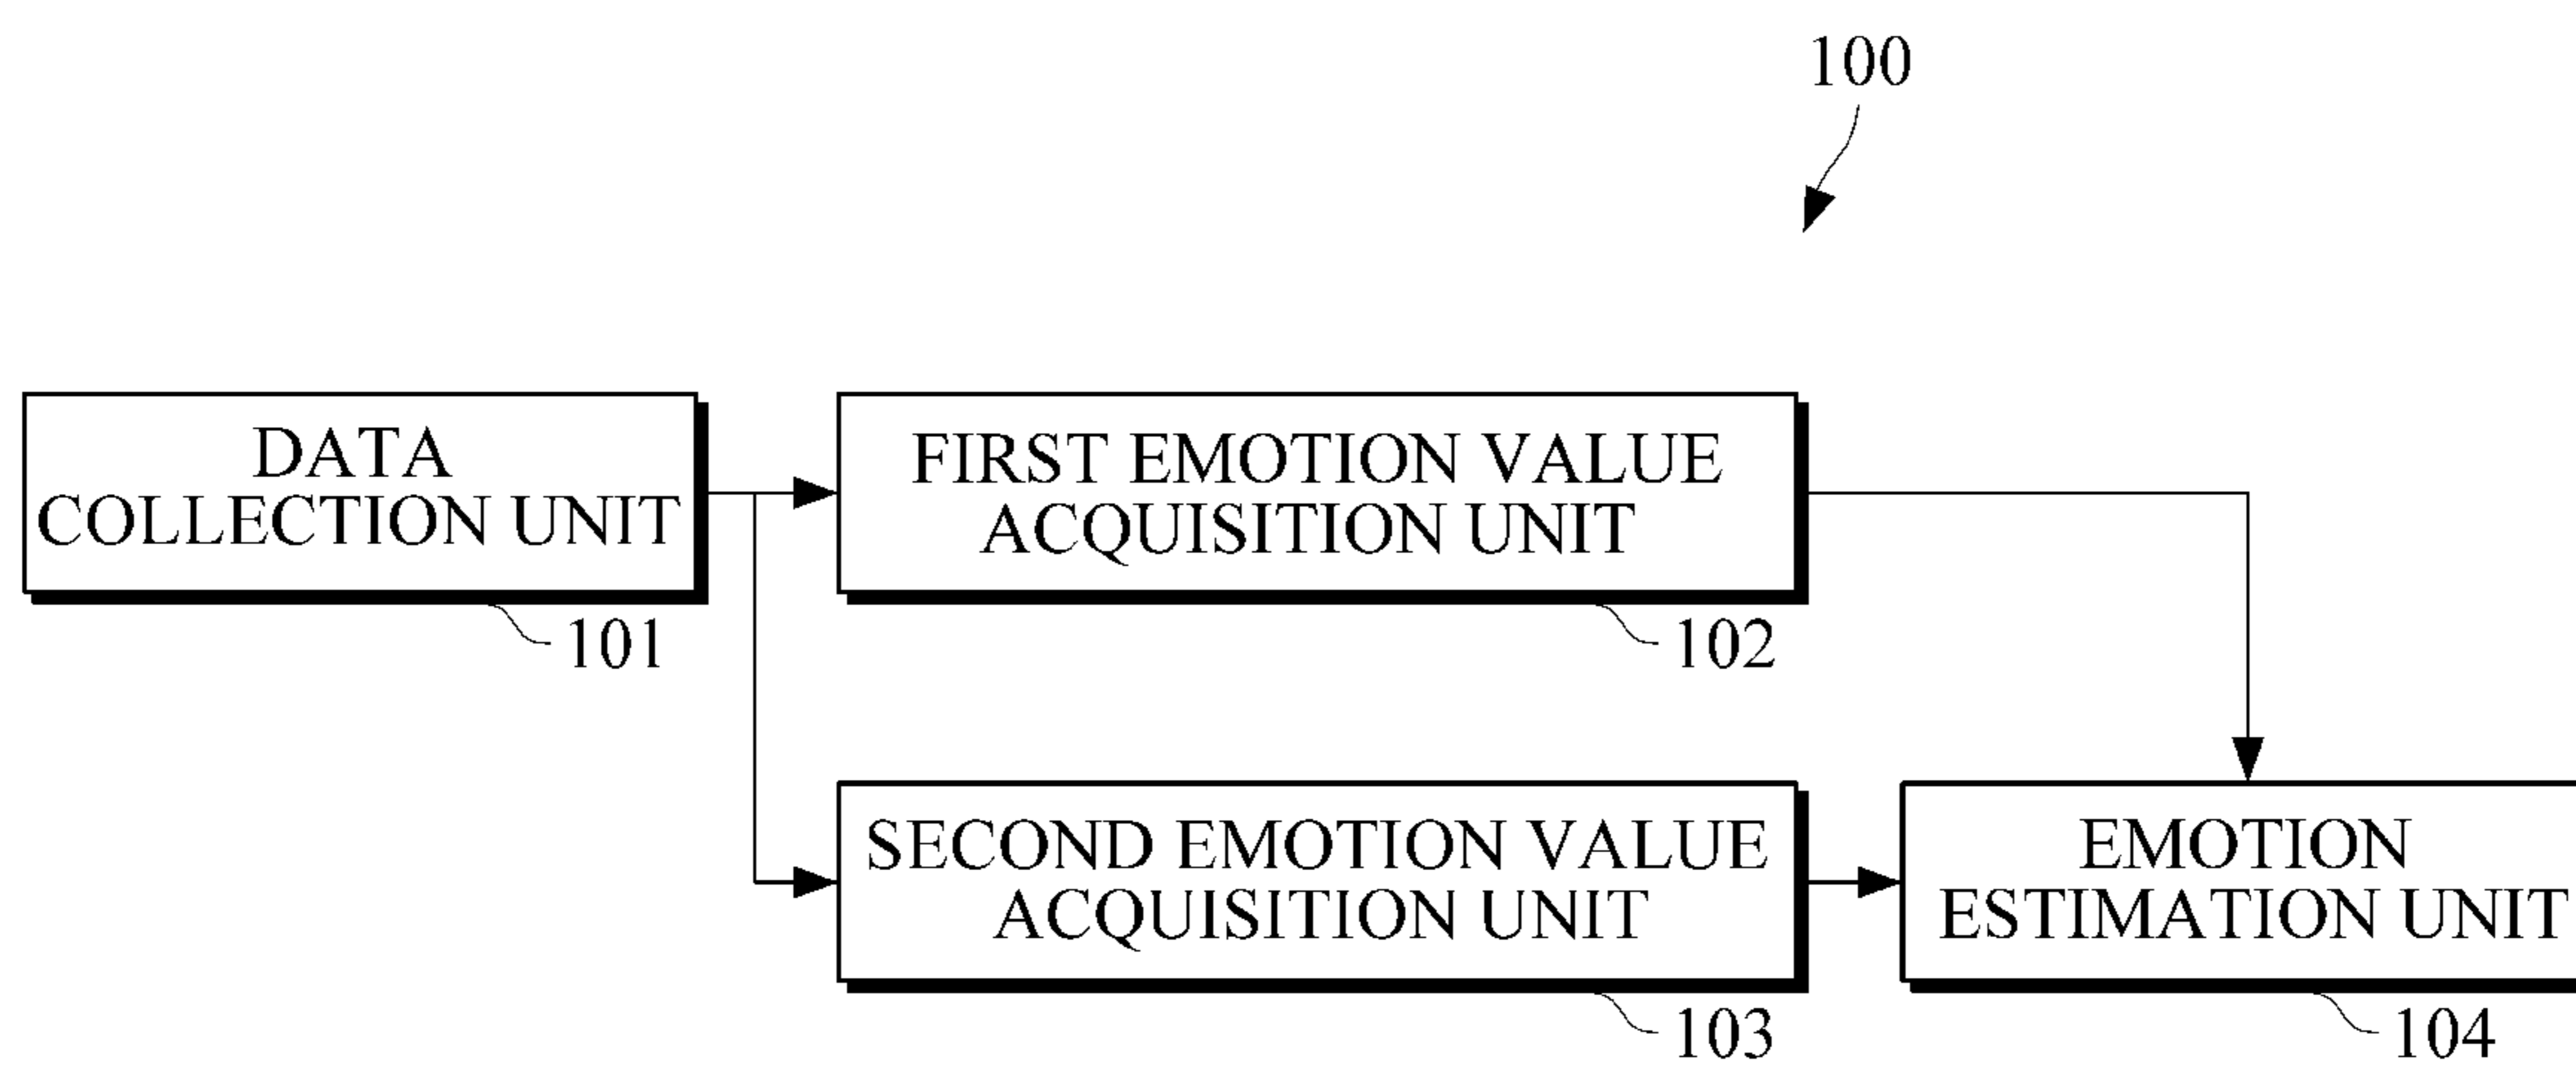 100
DATA
COLLECTION UNIT
101
FIRST EMOTION VALUE
ACQUISITION UNIT
102
SECOND EMOTION VALUE
ACQUISITION UNIT
103
EMOTION
ESTIMATION UNIT
104